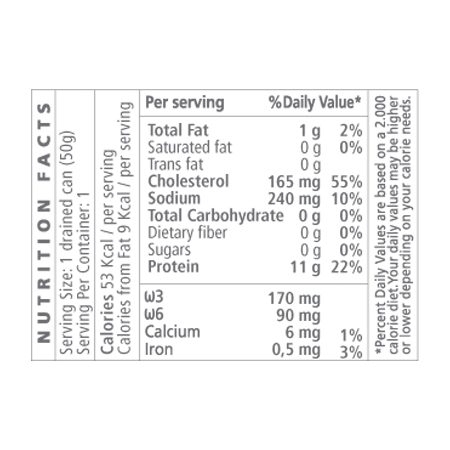 NUTRITION FACTS
Serving Size: 1 drained can (50g)
Serving Per Container: 1
Calories 53 Kcal / per serving
Calories from Fat 9 Kcal / per serving
Per serving %Daily Value*
Total Fat 1 g 2%
Saturated fat 0 g 0%
Trans fat 0 g
Cholesterol 165 mg 55%
Sodium 240 mg 10%
Total Carbohydrate 0 g 0%
Dietary fiber 0 g 0%
Sugars 0 g 0%
Protein 11 g 22%
ω3 170 mg
ω6 90 mg
Calcium 6 mg 1%
Iron 0,5 mg 3%
*Percent Daily Values are based on a 2.000
calorie diet. Your daily values may be higher
or lower depending on your calorie needs.